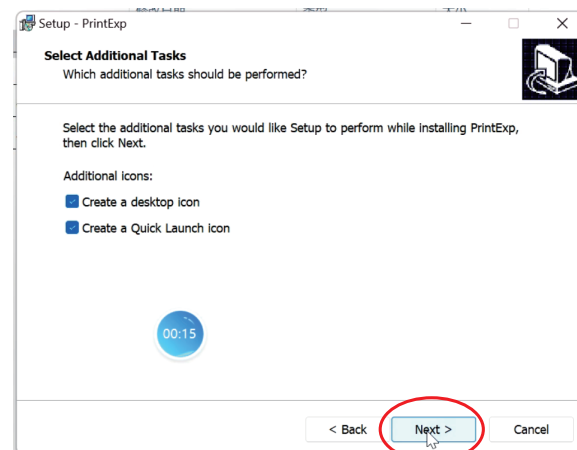 Setup - PrintExp
Select Additional Tasks
Which additional tasks should be performed?
Select the additional tasks you would like Setup to perform while installing PrintExp,
then click Next.
Additional icons:
Create a desktop icon
Create a Quick Launch icon
00:15
< Back
Next >
Cancel